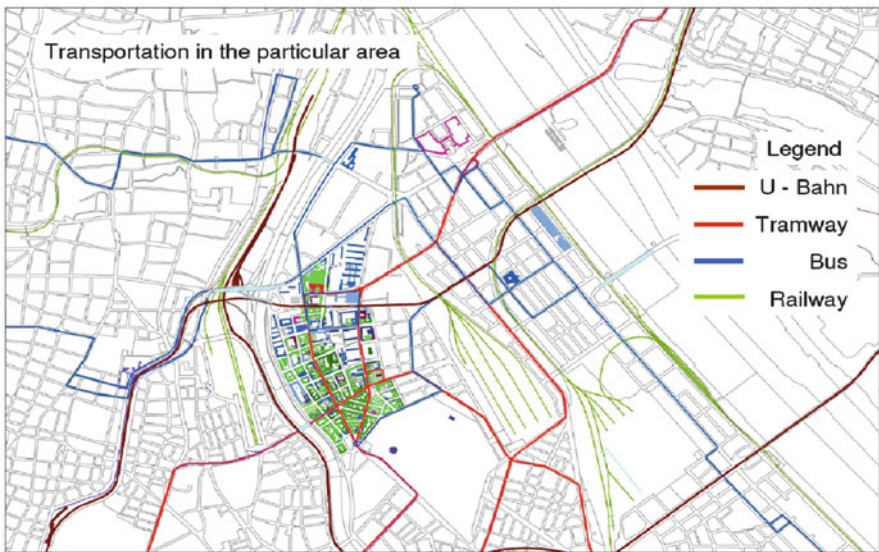 Transportation in the particular area
Legend
U - Bahn
Tramway
Bus
Railway